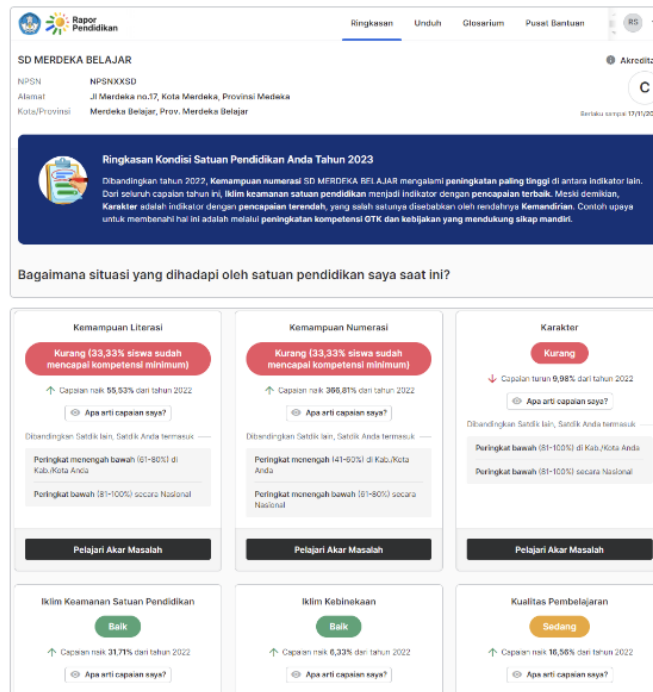 Rapor
Pendidikan
Ringkasan Unduh Glosarium Pusat Bantuan RS
SD MERDEKA BELAJAR
Akredita
NPSN NPSNXXSD
C
Alamat Jl Merdeka no.17, Kota Merdeka, Provinsi Medeka
Kota/Provinsi Merdeka Belajar, Prov. Merdeka Belajar
Berlaku sampai 17/11/20
Ringkasan Kondisi Satuan Pendidikan Anda Tahun 2023
Dibandingkan tahun 2022, Kemampuan numerasi SD MERDEKA BELAJAR mengalami peningkatan paling tinggi di antara indikator lain.
Dari seluruh capaian tahun ini, Iklim keamanan satuan pendidikan menjadi indikator dengan pencapaian terbaik. Meski demikian,
Karakter adalah indikator dengan pencapaian terendah, yang salah satunya disebabkan oleh rendahnya Kemandirian. Contoh upaya
untuk membenahi hal ini adalah melalui peningkatan kompetensi GTK dan kebijakan yang mendukung sikap mandiri.
Bagaimana situasi yang dihadapi oleh satuan pendidikan saya saat ini?
Kemampuan Literasi
Kurang (33,33% siswa sudah
mencapai kompetensi minimum)
Capaian naik 55,53% dari tahun 2022
Apa arti capaian saya?
Dibandingkan Satdik lain, Satdik Anda termasuk
Peringkat menengah bawah (61-80%) di
Kab./Kota Anda
Peringkat bawah (81-100%) secara Nasional
Pelajari Akar Masalah
Kemampuan Numerasi
Kurang (33,33% siswa sudah
mencapai kompetensi minimum)
Capaian naik 366,81% dari tahun 2022
Apa arti capaian saya?
Dibandingkan Satdik lain, Satdik Anda termasuk
Peringkat menengah (41-60%) di Kab./Kota
Anda
Peringkat menengah bawah (61-80%) secara
Nasional
Pelajari Akar Masalah
Karakter
Kurang
Capaian turun 9,98% dari tahun 2022
Apa arti capaian saya?
Dibandingkan Satdik lain, Satdik Anda termasuk
Peringkat bawah (81-100%) di Kab./Kota Anda
Peringkat bawah (81-100%) secara Nasional
Pelajari Akar Masalah
Iklim Keamanan Satuan Pendidikan
Baik
Capaian naik 31,71% dari tahun 2022
Apa arti capaian saya?
Iklim Kebinekaan
Baik
Capaian naik 6,33% dari tahun 2022
Apa arti capaian saya?
Kualitas Pembelajaran
Sedang
Capaian naik 16,56% dari tahun 2022
Apa arti capaian saya?